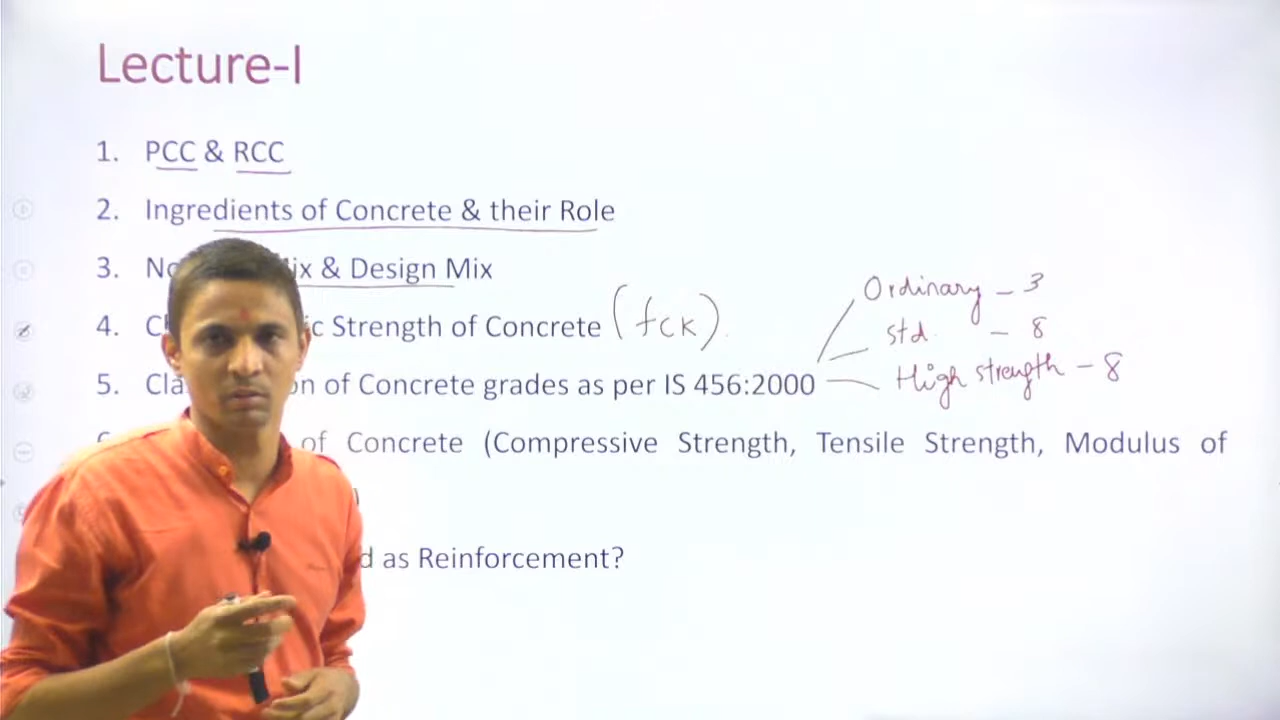 Lecture-I
1. PCC & RCC
2. Ingredients of Concrete & their Role
3. No ix & Design Mix
4. C ic Strength of Concrete (fck)
5. Cla on of Concrete grades as per IS 456:2000
Ordinary - 3
std. - 8
High strength - 8
of Concrete (Compressive Strength, Tensile Strength, Modulus of
)
d as Reinforcement?